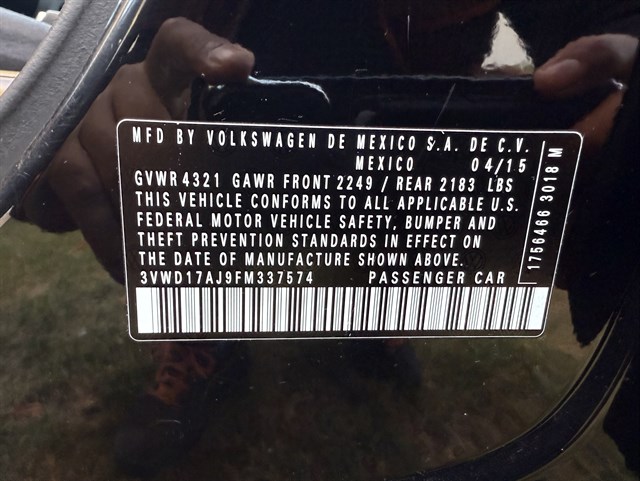 MFD BY VOLKSWAGEN DE MEXICO S.A. DE C.V.
MEXICO 04/15
GVWR 4321 GAWR FRONT 2249 / REAR 2183 LBS
THIS VEHICLE CONFORMS TO ALL APPLICABLE U.S.
FEDERAL MOTOR VEHICLE SAFETY, BUMPER AND
THEFT PREVENTION STANDARDS IN EFFECT ON
THE DATE OF MANUFACTURE SHOWN ABOVE.
3VWD17AJ9FM337574 PASSENGER CAR
1756466 3018 M